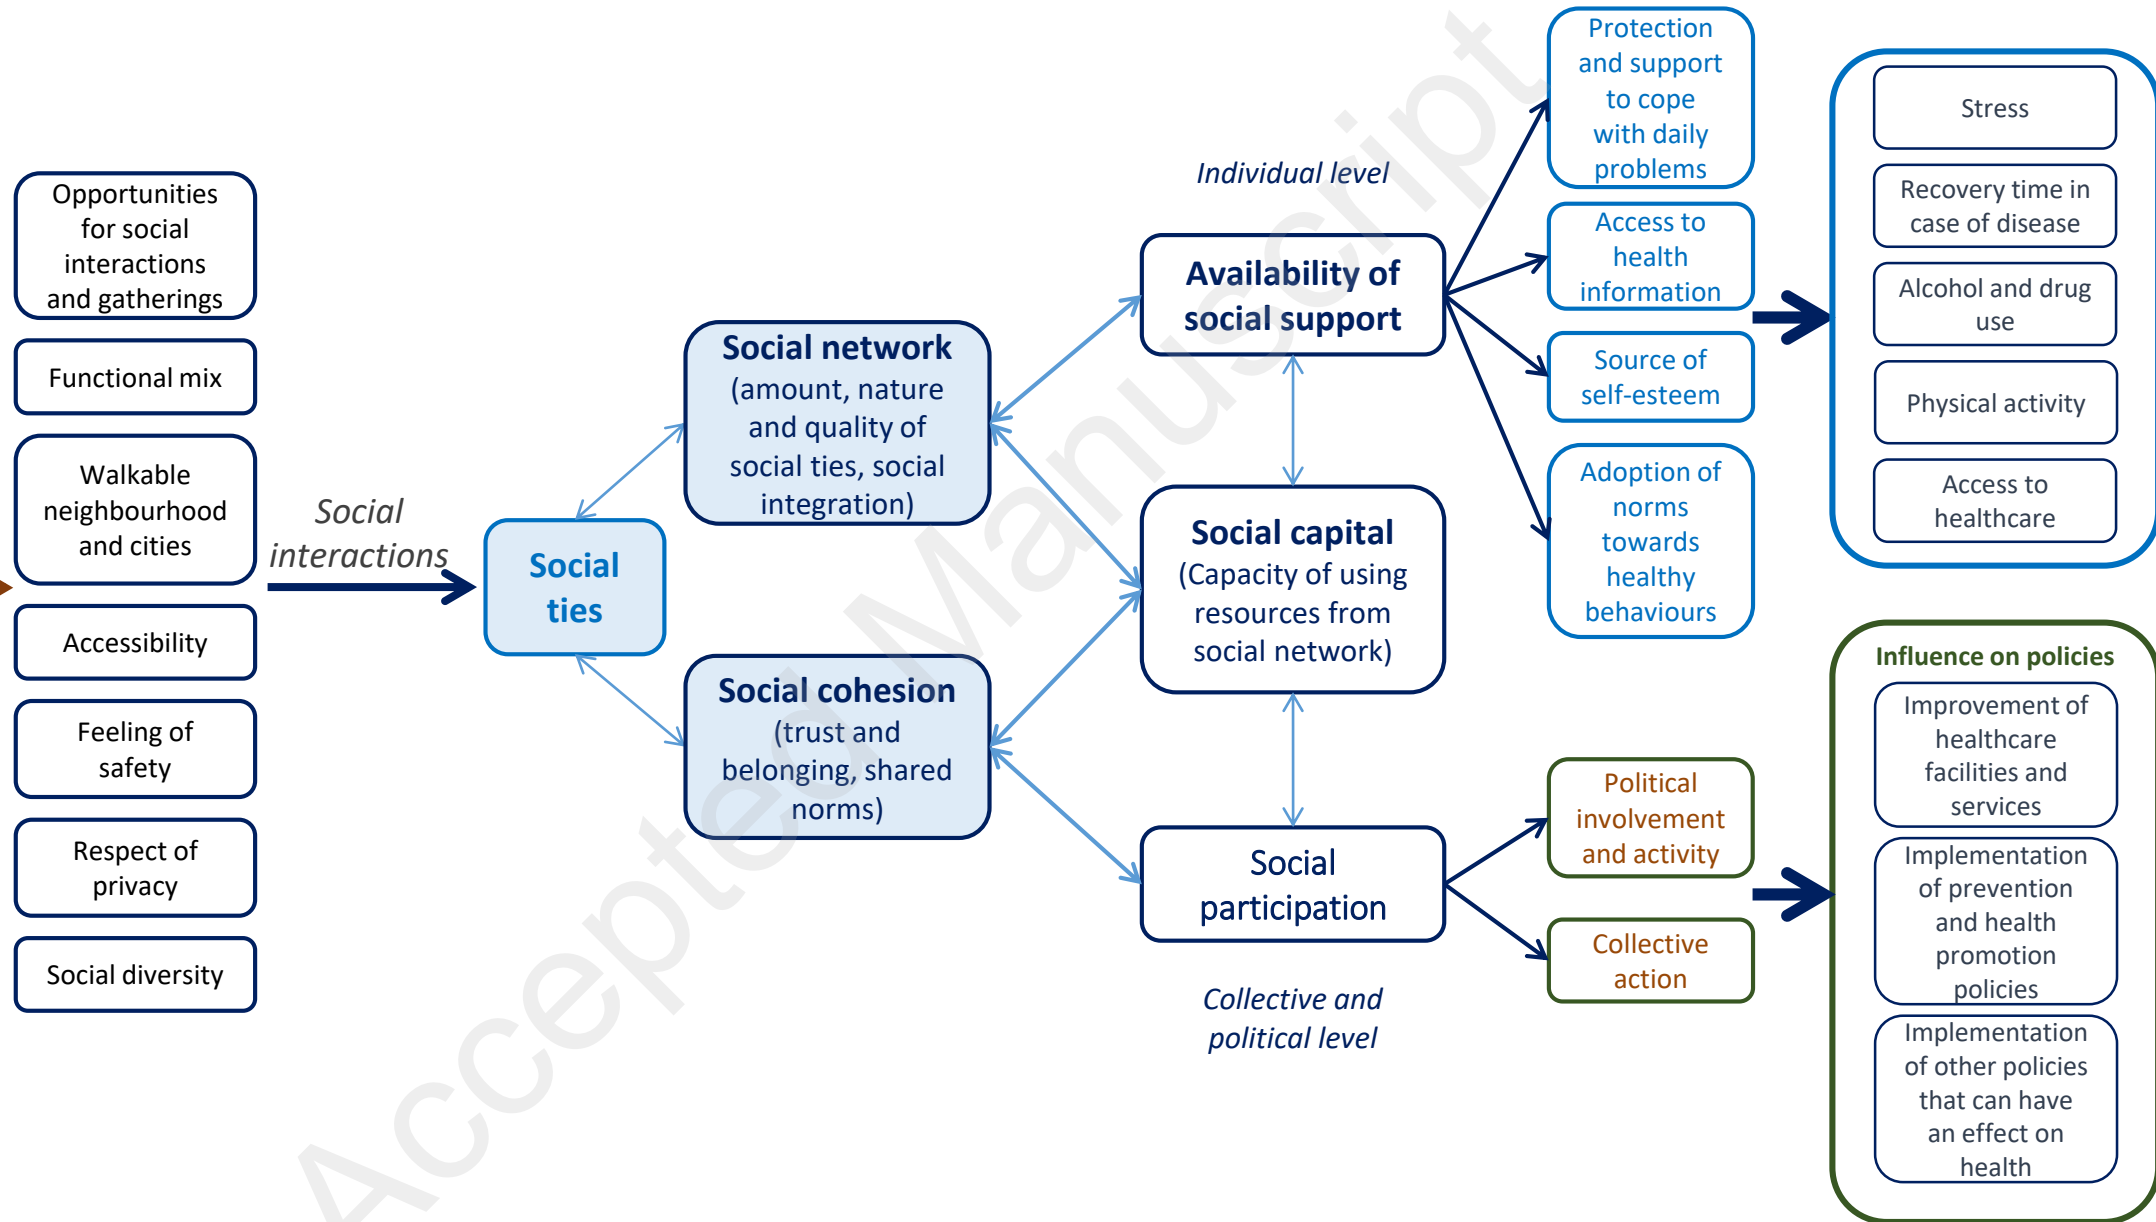 Opportunities
for social
interactions
and gatherings
Functional mix
Walkable
neighbourhood
and cities
Accessibility
Feeling of
safety
Respect of
privacy
Social diversity
Social
interactions
Social
ties
Social network
(amount, nature
and quality of
social ties, social
integration)
Social cohesion
(trust and
belonging, shared
norms)
Individual level
Availability of
social support
Social capital
(Capacity of using
resources from
social network)
Social
participation
Collective and
political level
Protection
and support
to cope
with daily
problems
Access to
health
information
Source of
self-esteem
Adoption of
norms
towards
healthy
behaviours
Political
involvement
and activity
Collective
action
Stress
Recovery time in
case of disease
Alcohol and drug
use
Physical activity
Access to
healthcare
Influence on policies
Improvement of
healthcare
facilities and
services
Implementation
of prevention
and health
promotion
policies
Implementation
of other policies
that can have
an effect on
health
Accepted Manuscript